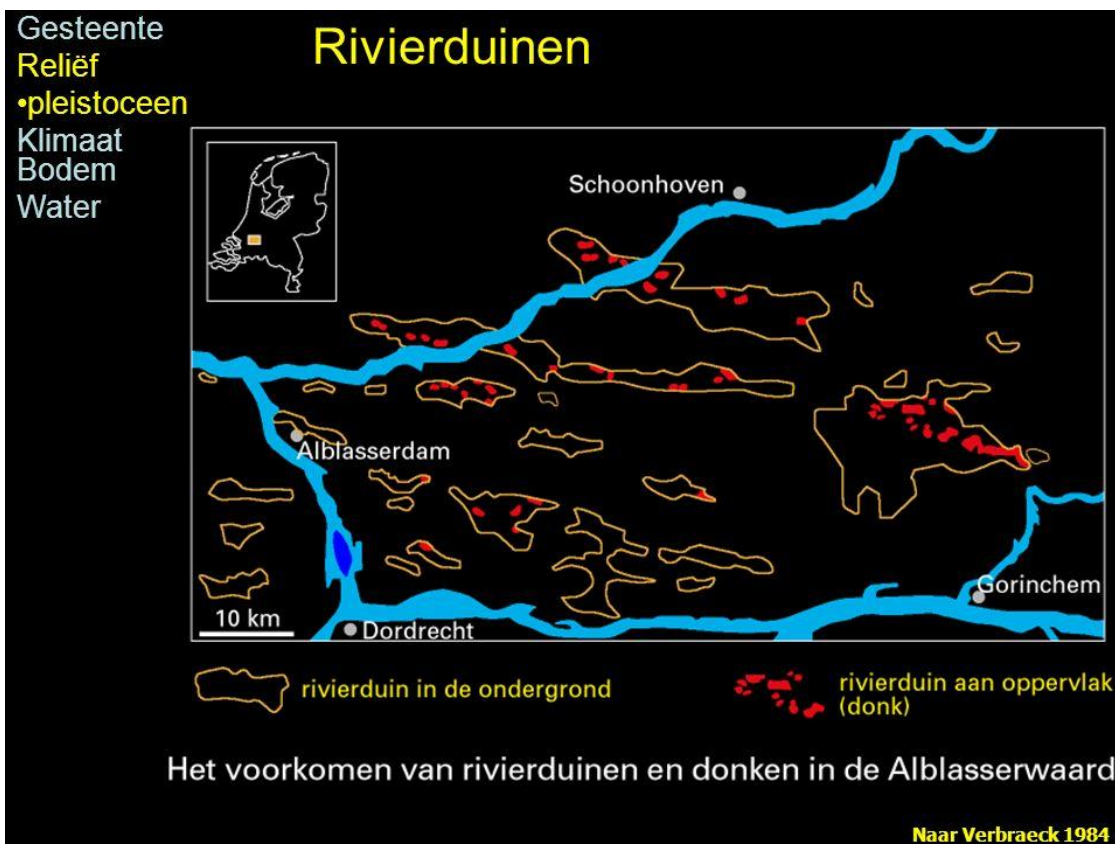 Gesteente
Reliëf
•pleistoceen
Klimaat
Bodem
Water
Rivierduinen
Schoonhoven
Alblasserdam
Gorinchem
10 km
Dordrecht
rivierduin in de ondergrond
rivierduin aan oppervlak
(donk)
Het voorkomen van rivierduinen en donken in de Alblasserwaard
Naar Verbraeck 1984